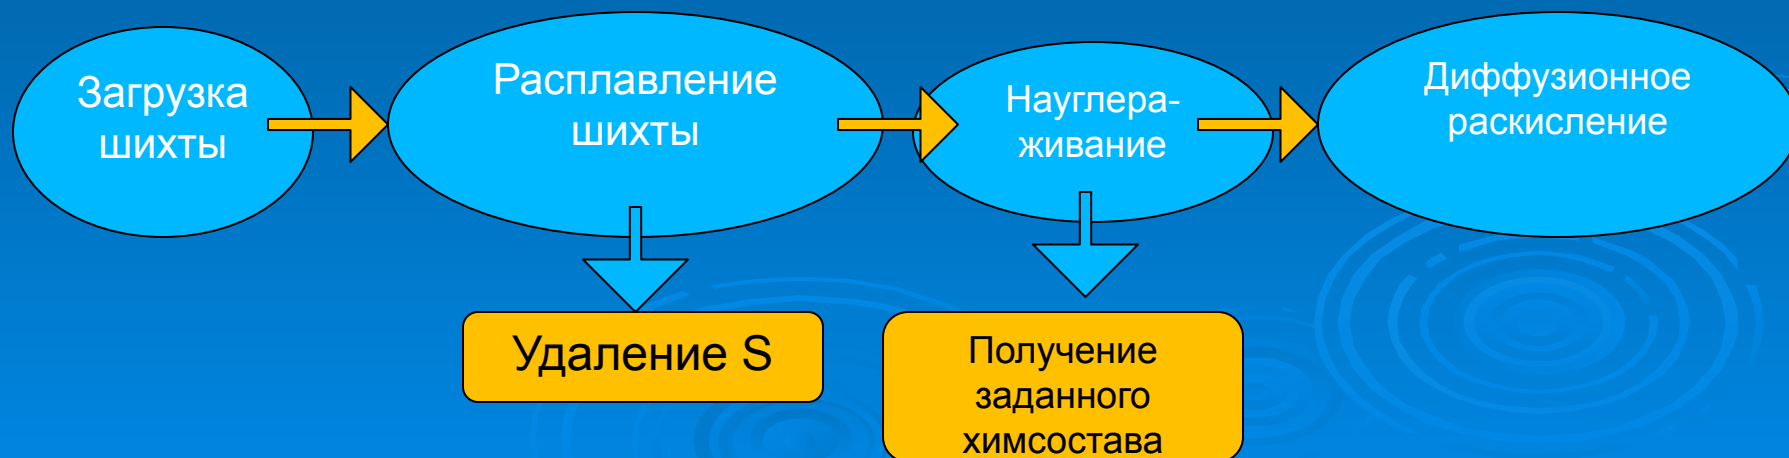 Загрузка
шихты
Расплавление
шихты
Науглера-
живание
Диффузионное
раскисление
Удаление S
Получение
заданного
химсостава